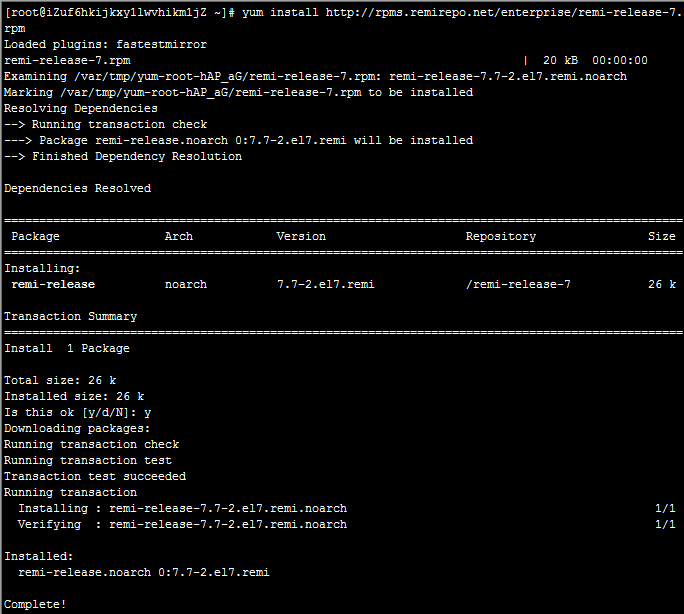 [root@iZuf6hkijkxyllwvhikm1jZ ~]# yum install http://rpms.remirepo.net/enterprise/remi-release-7.
rpm
Loaded plugins: fastestmirror
remi-release-7.rpm | 20 kB 00:00:00
Examining /var/tmp/yum-root-hAP_aG/remi-release-7.rpm: remi-release-7.7-2.el7.remi.noarch
Marking /var/tmp/yum-root-hAP_aG/remi-release-7.rpm to be installed
Resolving Dependencies
--> Running transaction check
---> Package remi-release.noarch 0:7.7-2.el7.remi will be installed
--> Finished Dependency Resolution
Dependencies Resolved
================================================================================================
Package Arch Version Repository Size
================================================================================================
Installing:
remi-release noarch 7.7-2.el7.remi /remi-release-7 26 k
Transaction Summary
================================================================================================
Install 1 Package
Total size: 26 k
Installed size: 26 k
Is this ok [y/d/N]: y
Downloading packages:
Running transaction check
Running transaction test
Transaction test succeeded
Running transaction
Installing : remi-release-7.7-2.el7.remi.noarch 1/1
Verifying : remi-release-7.7-2.el7.remi.noarch 1/1
Installed:
remi-release.noarch 0:7.7-2.el7.remi
Complete!